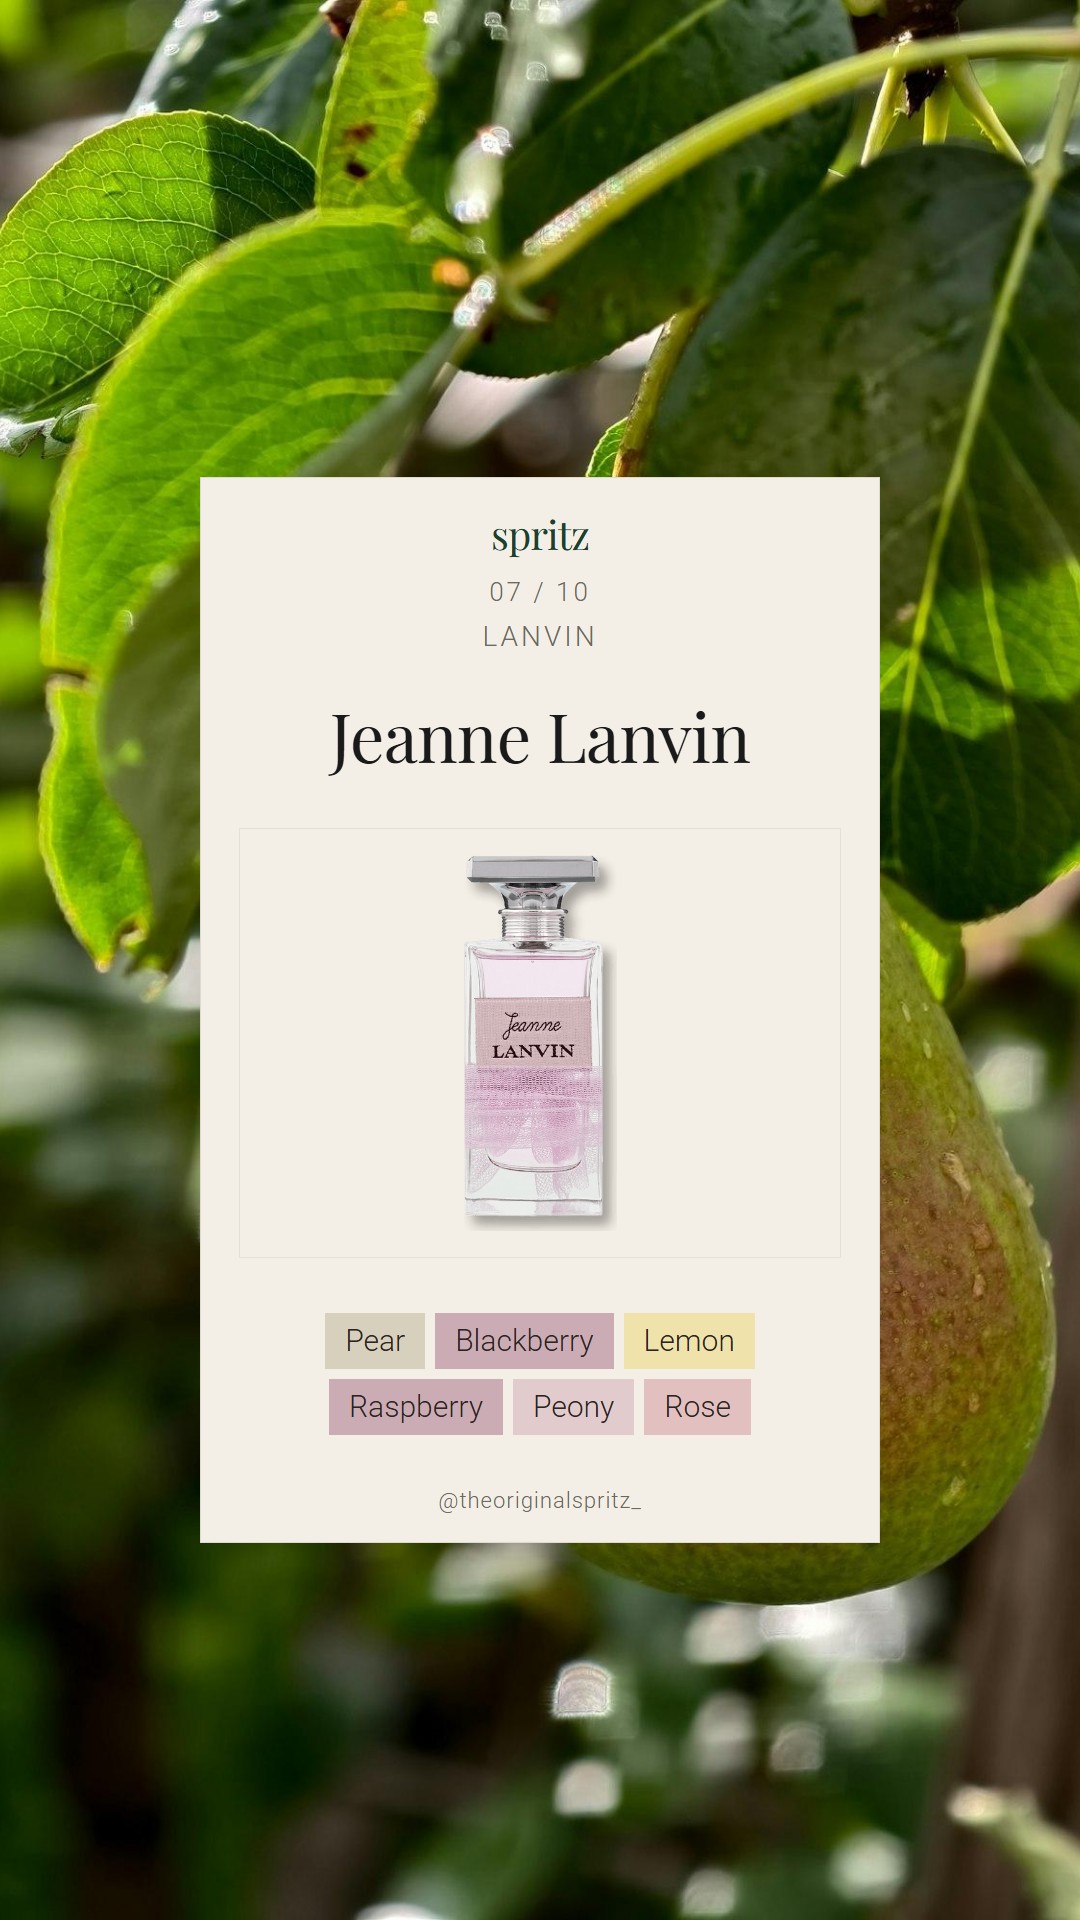 spritz
07 / 10
LANVIN
Jeanne Lanvin
Jeanne
LANVIN
Pear Blackberry Lemon
Raspberry Peony Rose
@theoriginalspritz_